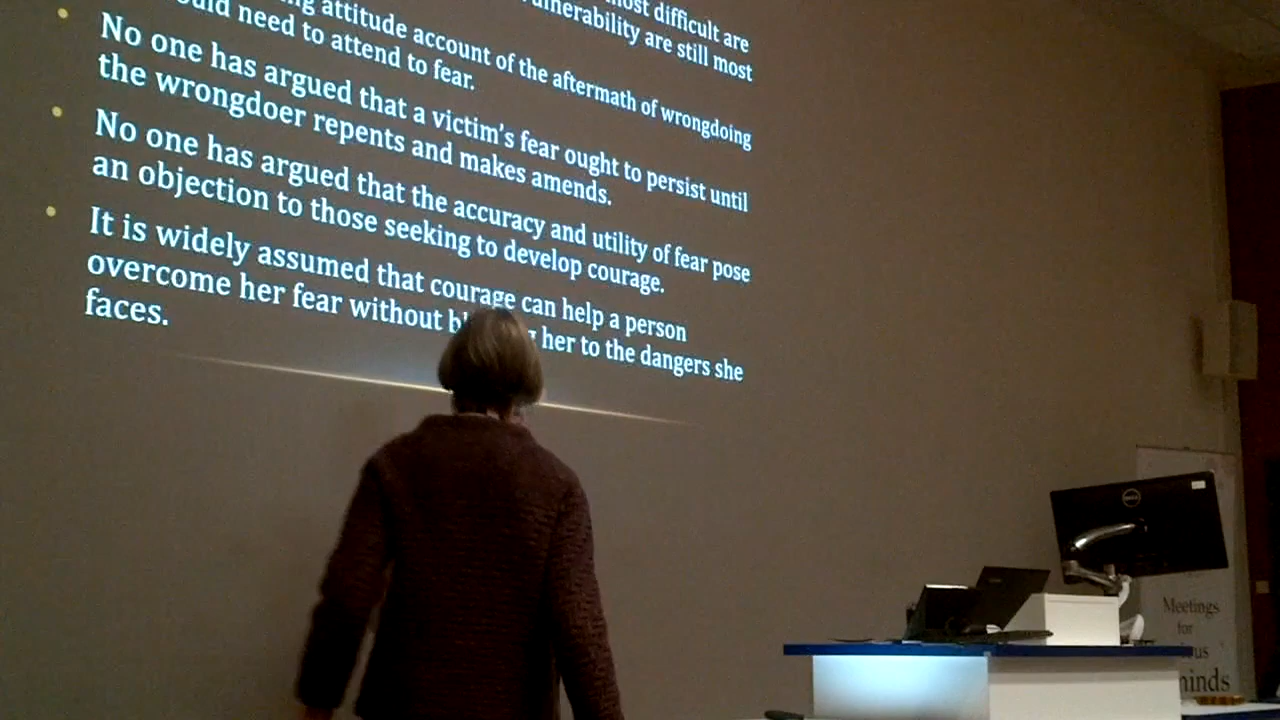 most difficult are
vulnerability are still most
attitude account of the aftermath of wrongdoing
need to attend to fear.
No one has argued that a victim's fear ought to persist until
the wrongdoer repents and makes amends.
No one has argued that the accuracy and utility of fear pose
an objection to those seeking to develop courage.
It is widely assumed that courage can help a person
overcome her fear without her to the dangers she
faces.
DELL
Meetings
for
minds